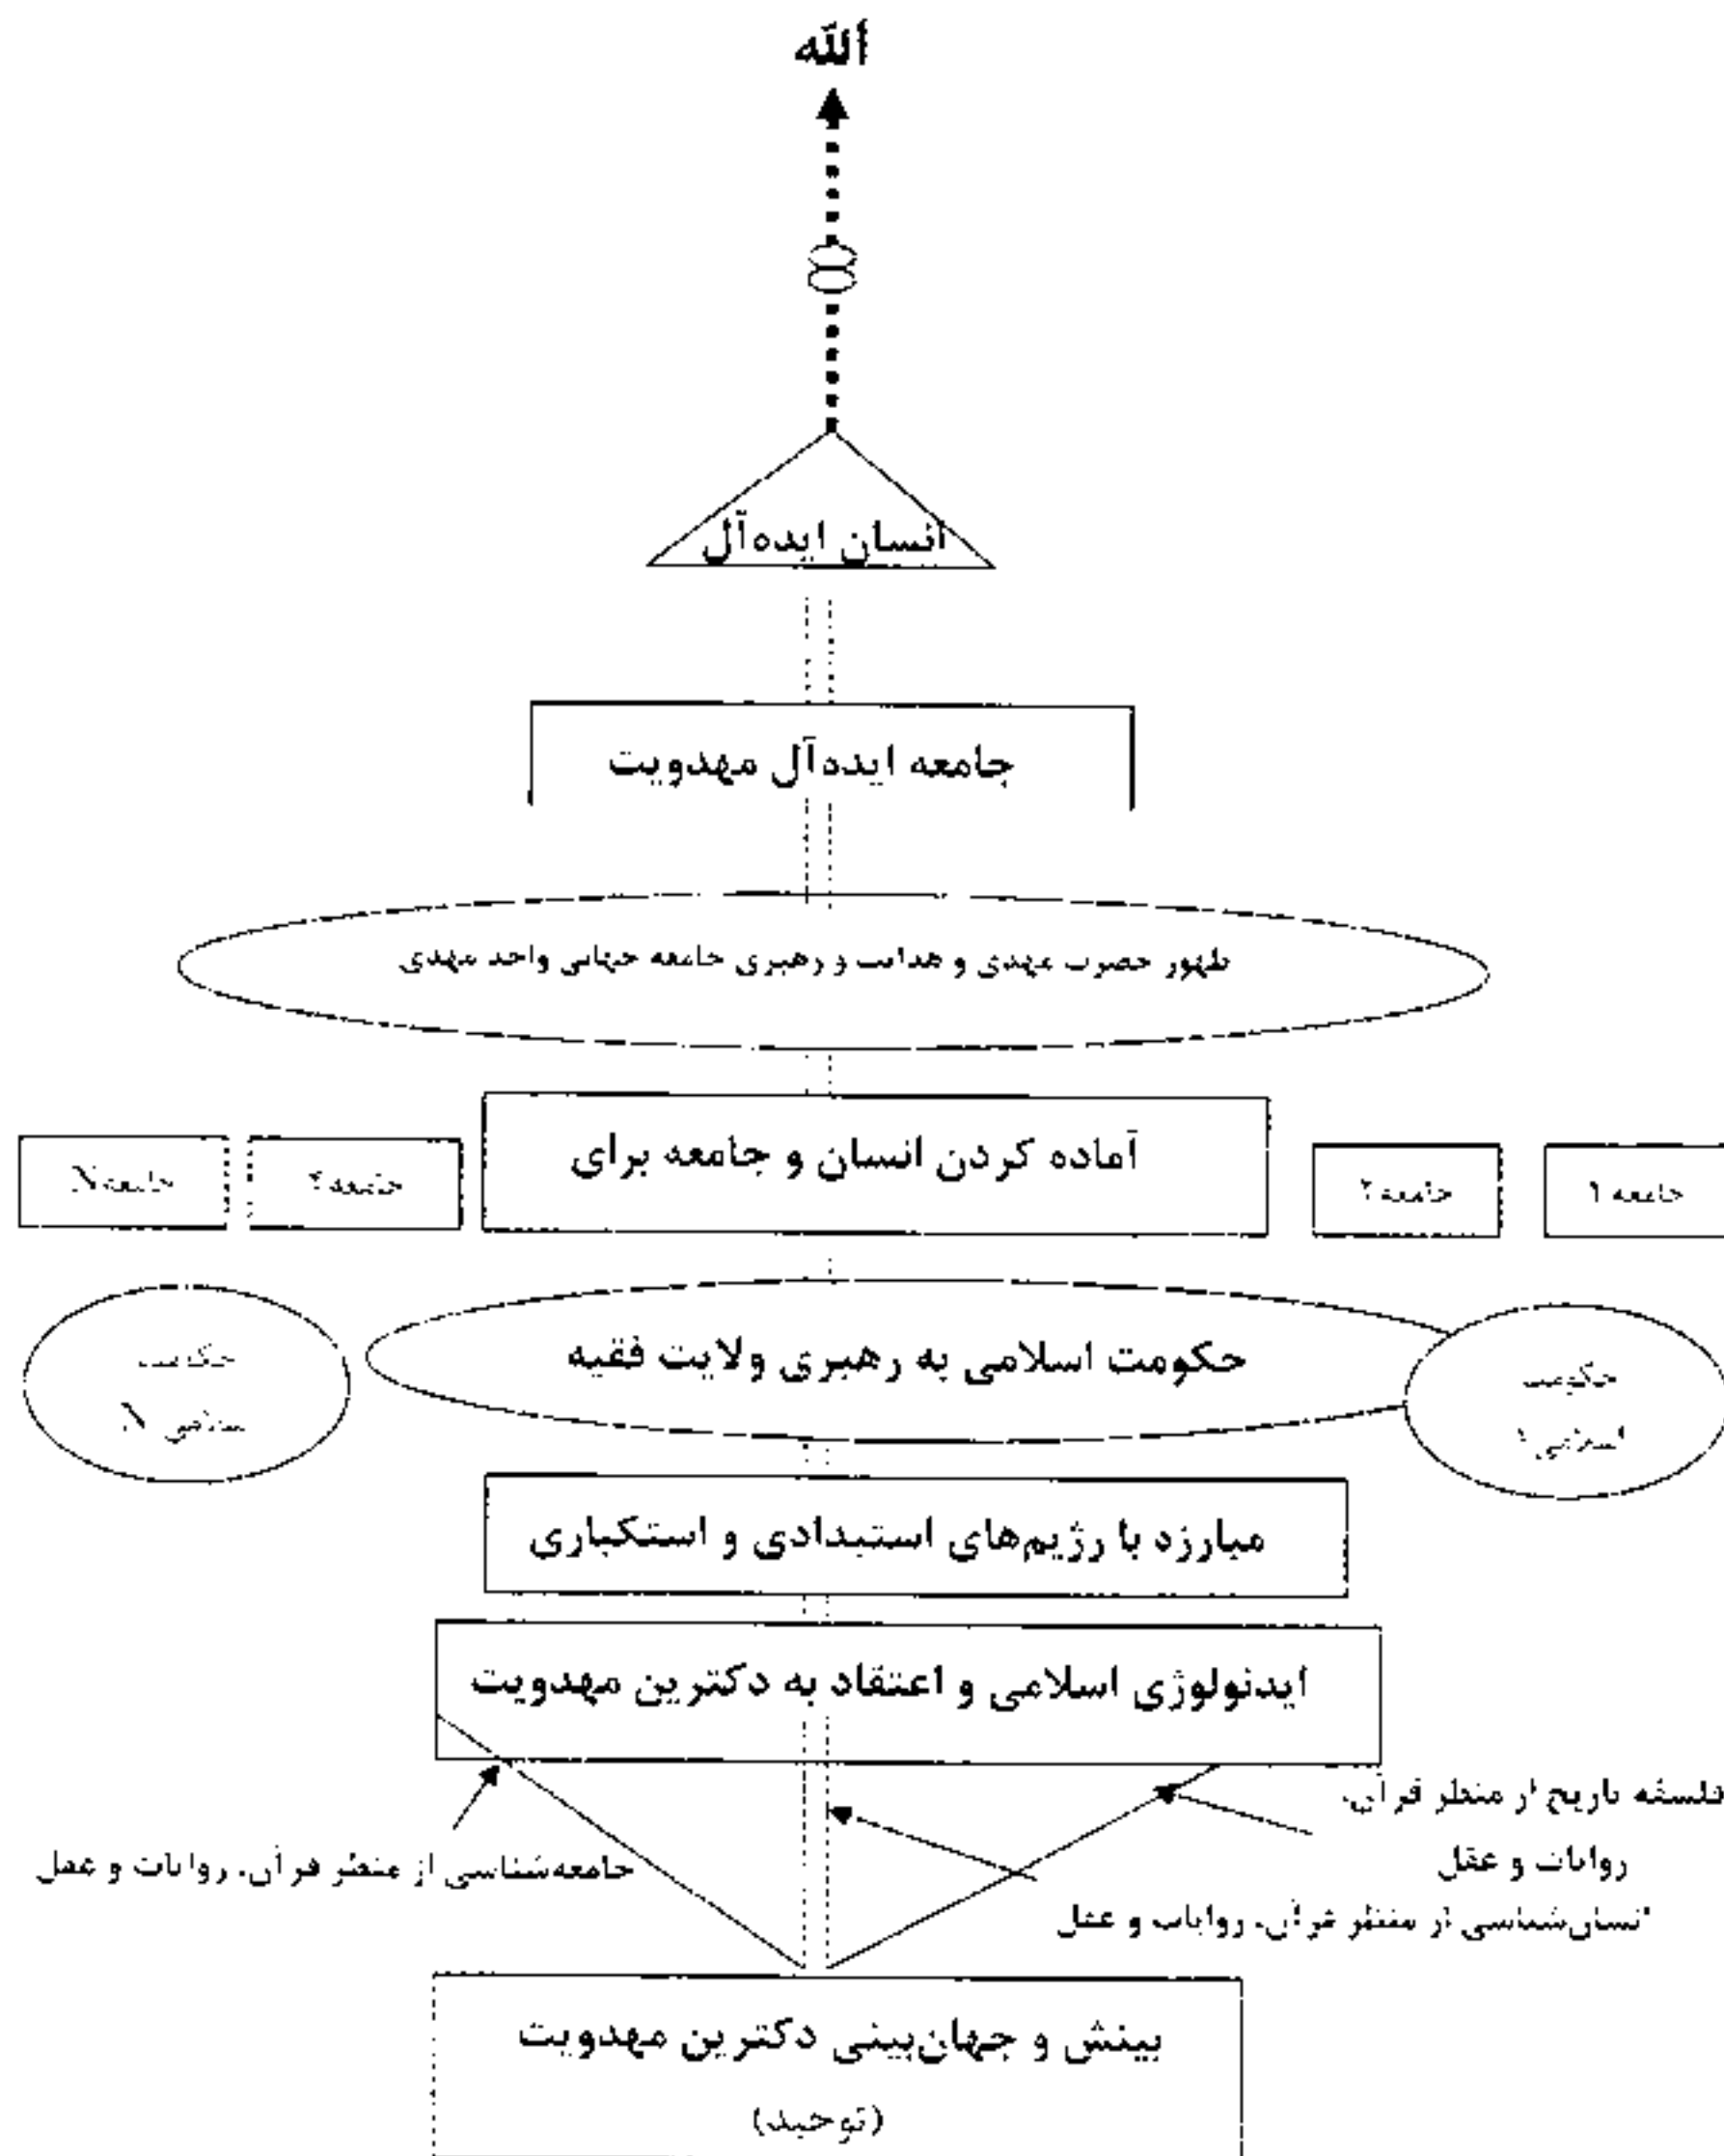 الله
انسان ایده‌آل
جامعه ایده‌آل مهدویت
ظهور حضرت مهدی و هدایت و رهبری جامعه جهانی واحد مهدی
آماده کردن انسان و جامعه برای
جامعه ۱
جامعه ۲
جامعه ۳
جامعه N
حکومت اسلامی به رهبری ولایت فقیه
حکومت
اسلامی ۱
حکومت
اسلامی N
مبارزه با رژیم‌های استبدادی و استکباری
ایدئولوژی اسلامی و اعتقاد به دکترین مهدویت
فلسفه تاریخ از منظر قرآن،
روایات و عقل
جامعه‌شناسی از منظر قرآن، روایات و عقل
انسان‌شناسی از منظر قرآن، روایات و عقل
بینش و جهان‌بینی دکترین مهدویت
(توحید)